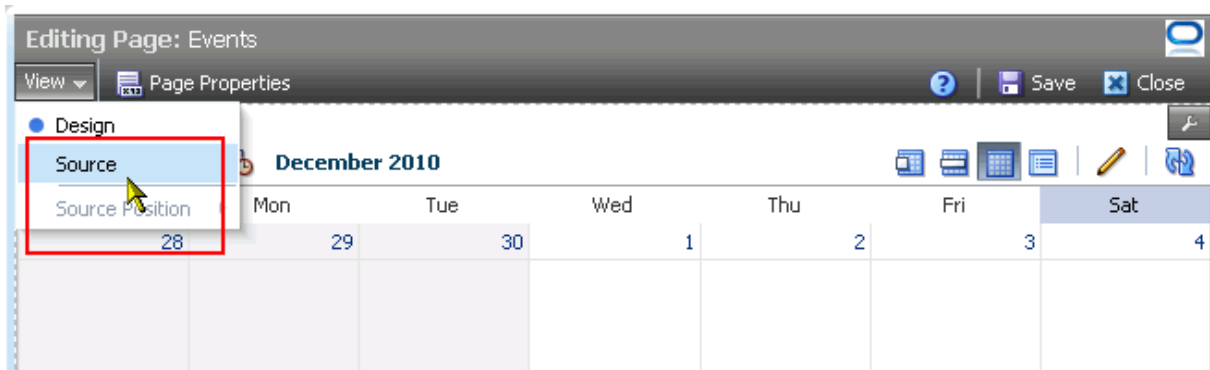 Editing Page: Events
View Page Properties Save Close
Design
Source
December 2010
Source Position
Mon Tue Wed Thu Fri Sat
28 29 30 1 2 3 4